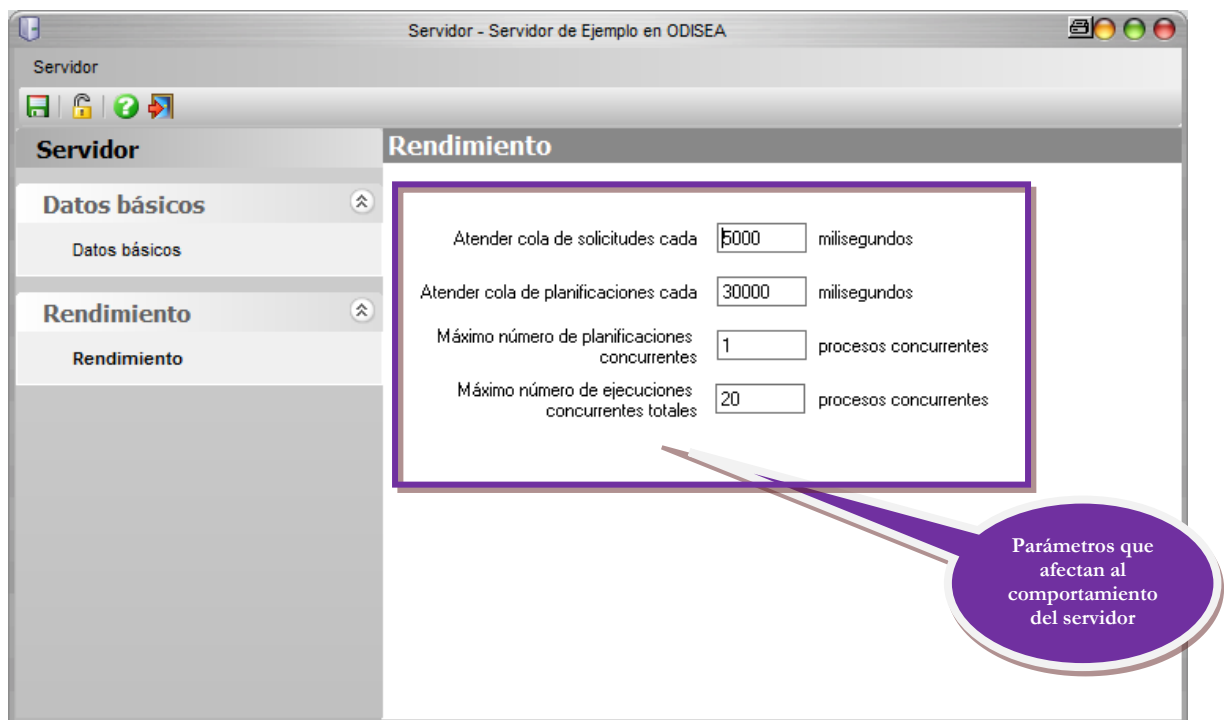 Servidor - Servidor de Ejemplo en ODISEA
Servidor
Servidor
Datos básicos
Datos básicos
Rendimiento
Rendimiento
Rendimiento
Atender cola de solicitudes cada 5000 milisegundos
Atender cola de planificaciones cada 30000 milisegundos
Máximo número de planificaciones
concurrentes 1 procesos concurrentes
Máximo número de ejecuciones
concurrentes totales 20 procesos concurrentes
Parámetros que
afectan al
comportamiento
del servidor